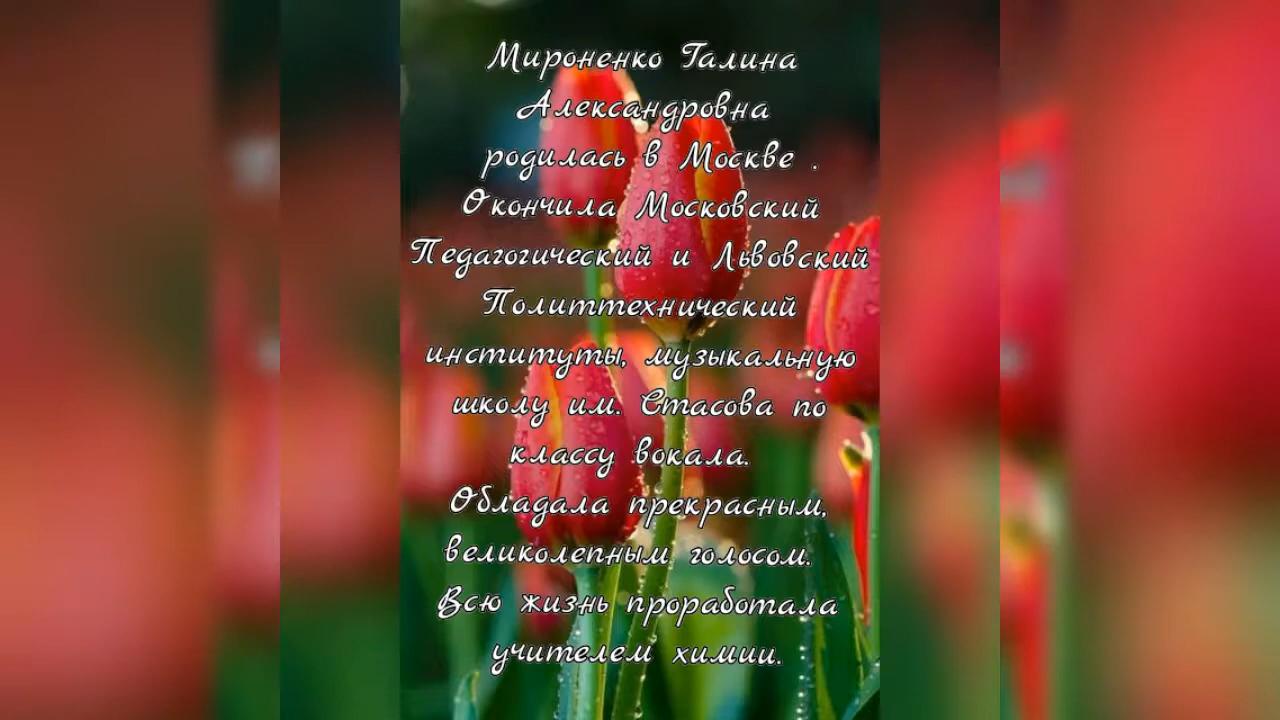 Мироненко Галина
Александровна
родилась в Москве .
Окончила Московский
Педагогический и Львовский
Политтехнический
институты, музыкальную
школу им. Стасова по
классу вокала.
Обладала прекрасным,
великолепным голосом.
Всю жизнь проработала
учителем химии.